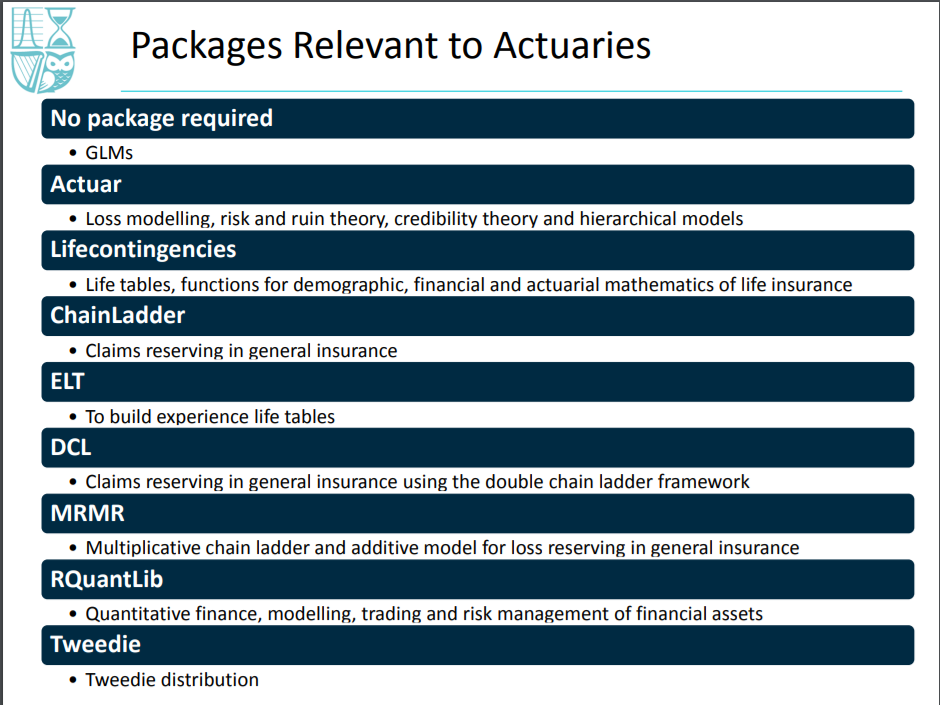 Packages Relevant to Actuaries
No package required
• GLMs
Actuar
• Loss modelling, risk and ruin theory, credibility theory and hierarchical models
Lifecontingencies
• Life tables, functions for demographic, financial and actuarial mathematics of life insurance
ChainLadder
• Claims reserving in general insurance
ELT
• To build experience life tables
DCL
• Claims reserving in general insurance using the double chain ladder framework
MRMR
• Multiplicative chain ladder and additive model for loss reserving in general insurance
RQuantLib
• Quantitative finance, modelling, trading and risk management of financial assets
Tweedie
• Tweedie distribution